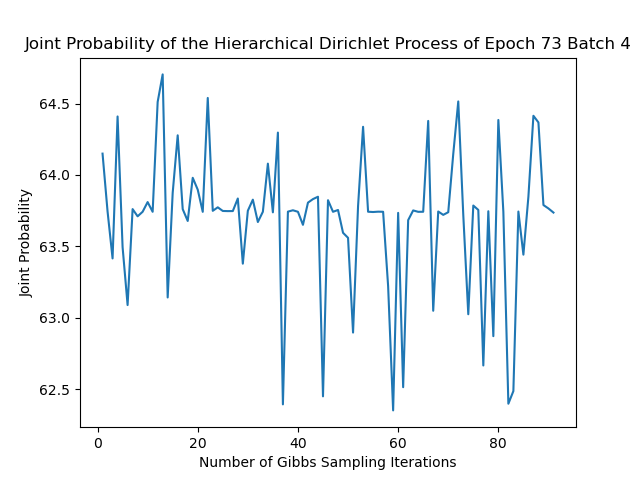 Joint Probability of the Hierarchical Dirichlet Process of Epoch 73 Batch 4
64.5
64.0
63.5
63.0
62.5
Joint Probability
0 20 40 60 80
Number of Gibbs Sampling Iterations